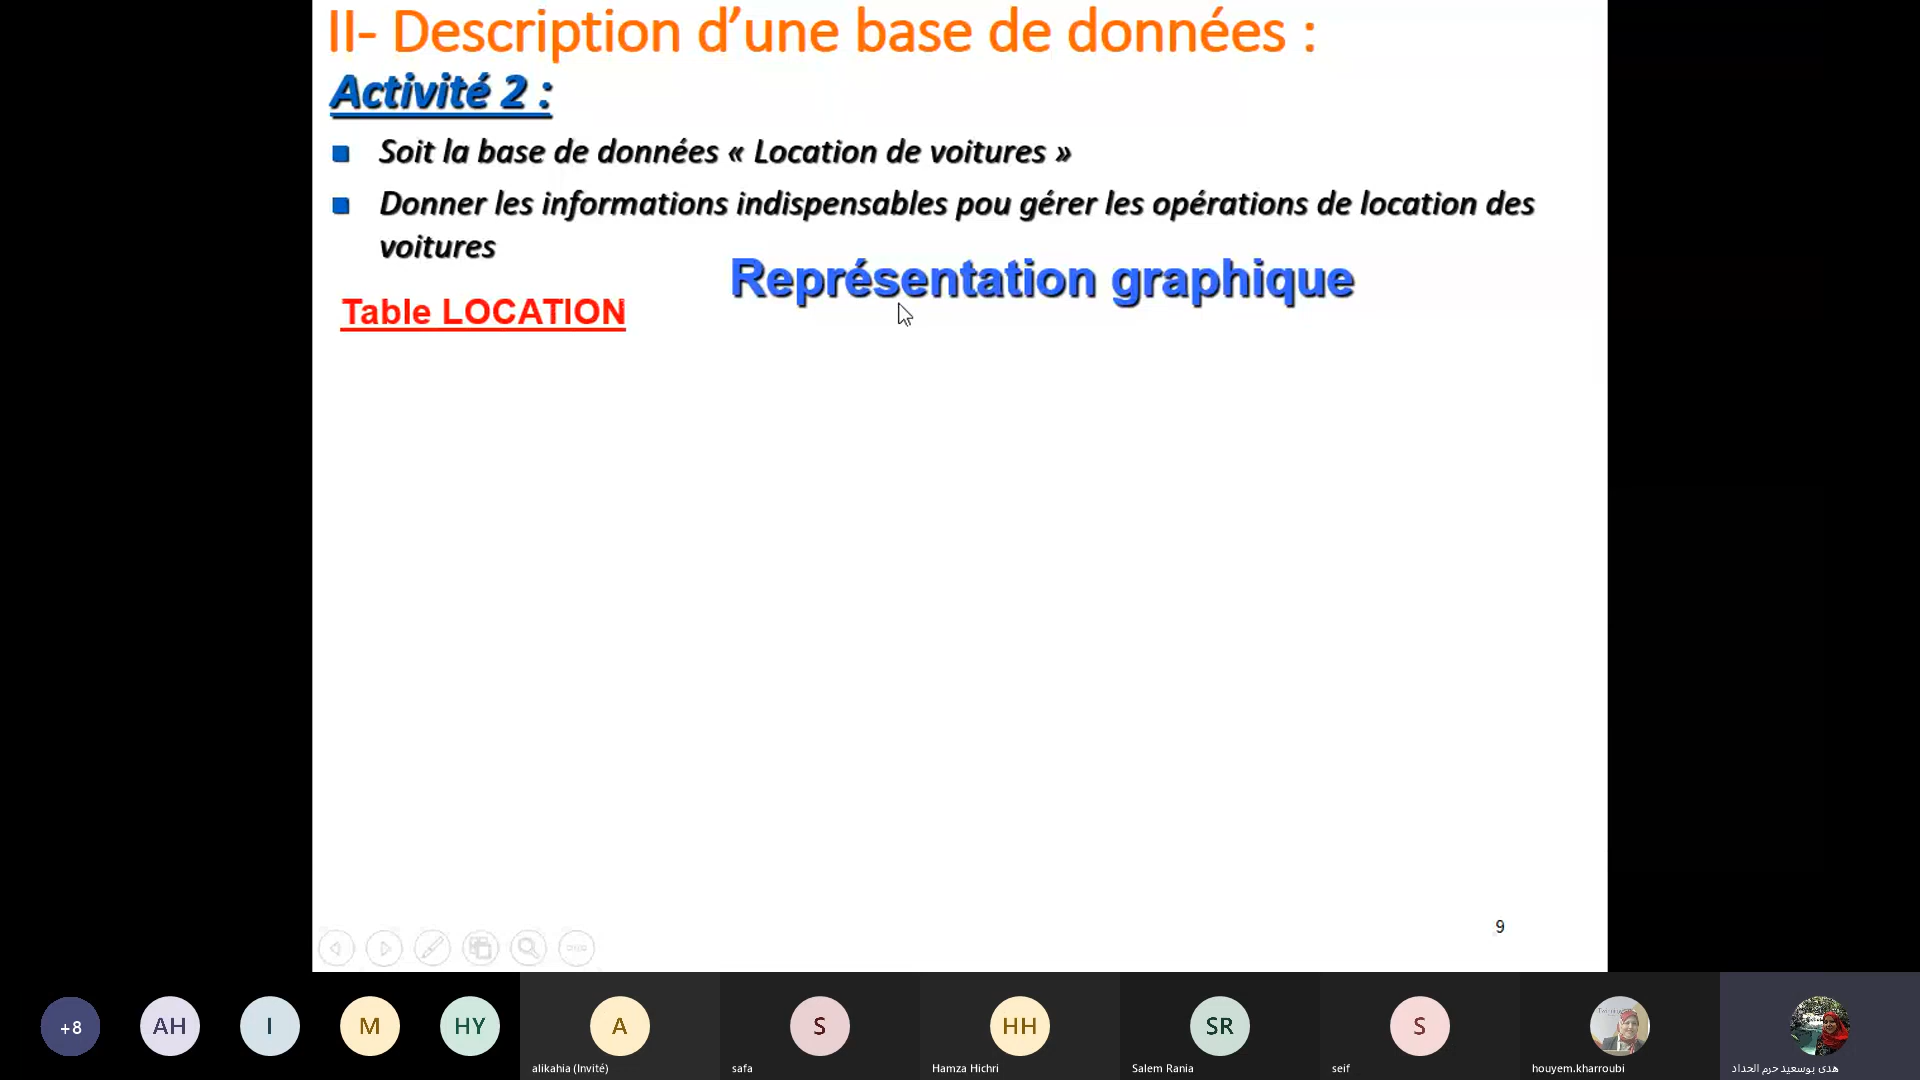 II- Description d’une base de données :
Activité 2 :
Soit la base de données « Location de voitures »
Donner les informations indispensables pou gérer les opérations de location des
voitures
Représentation graphique
Table LOCATION
9
+8
AH
I
M
HY
A
S
HH
SR
S
alikahia (Invité)
safa
Hamza Hichri
Salem Rania
seif
houyem.kharroubi
هدى بوسعيد حرم الحداد